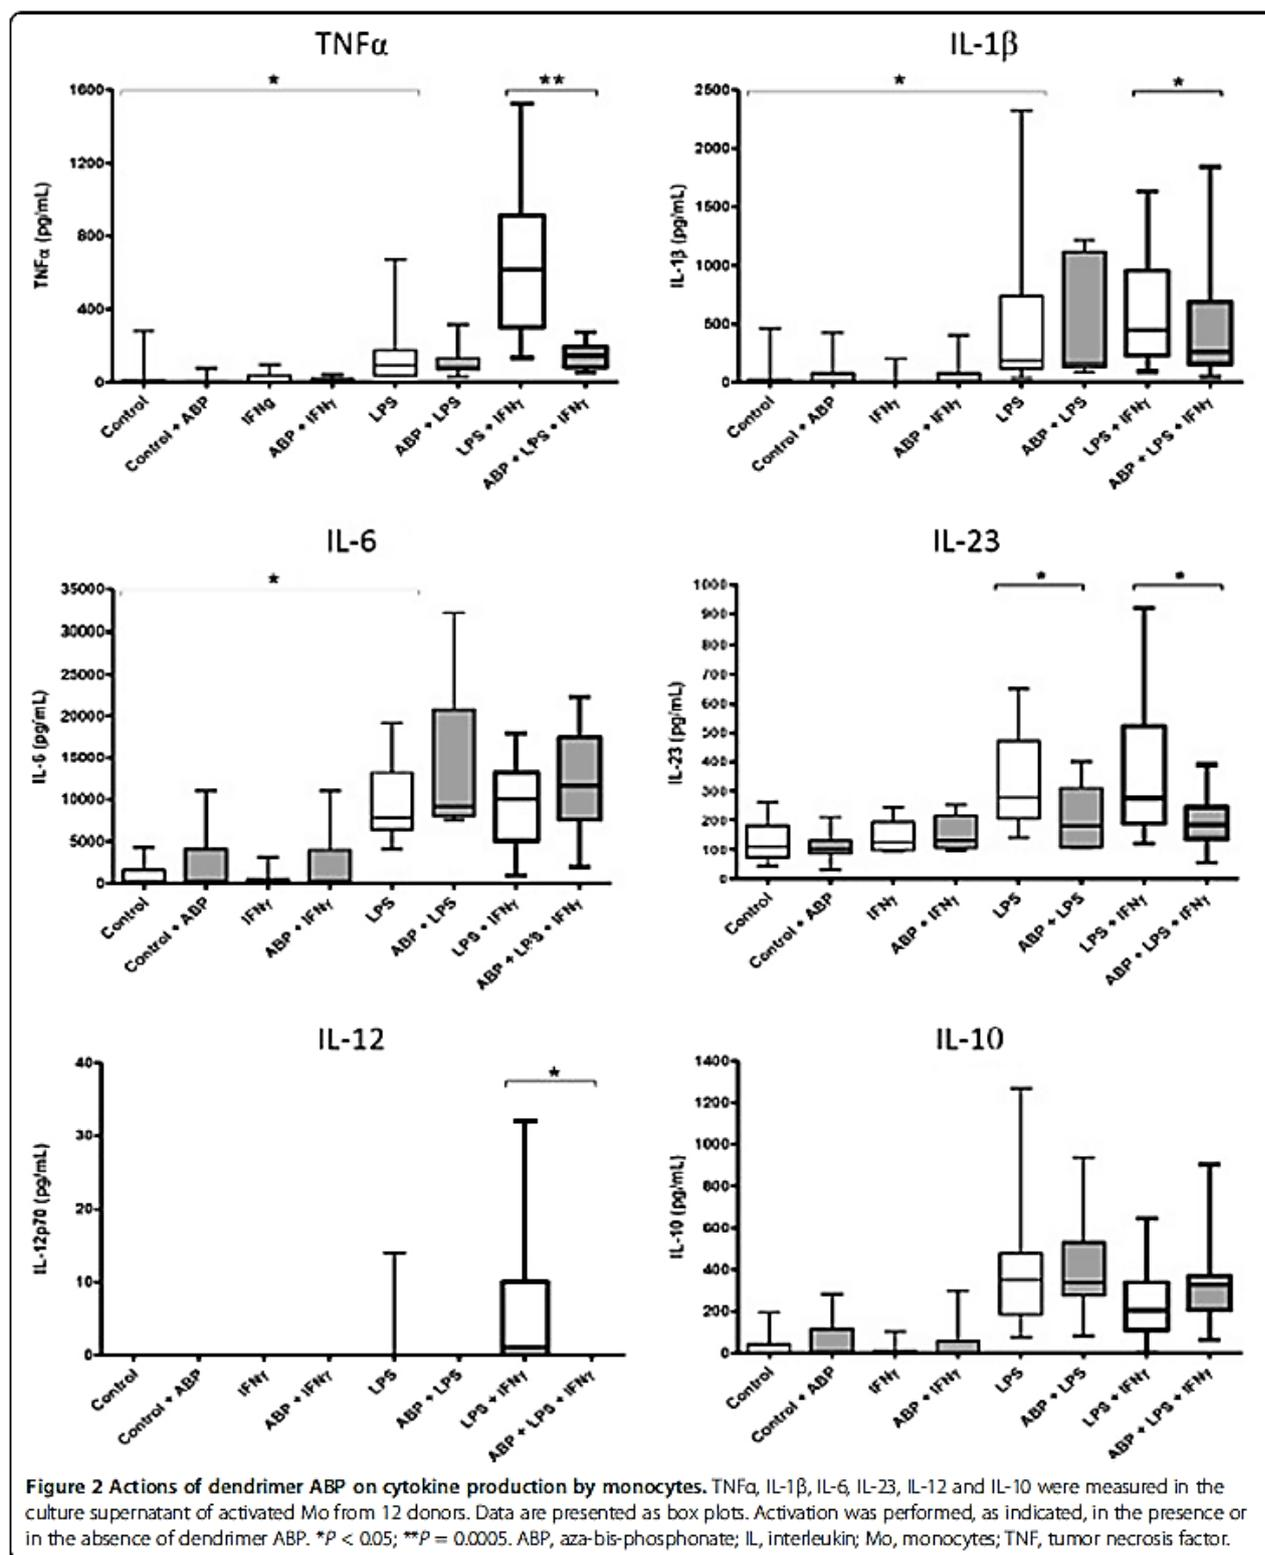 TNFα
IL-1β
*
**
*
*
TNFα (pg/mL)
1600
1200
800
400
0
Control
Control + ABP
IFNα
ABP + IFNγ
LPS
ABP + LPS
LPS + IFNγ
ABP + LPS + IFNγ
IL-1β (pg/mL)
2500
2000
1500
1000
500
0
Control
Control + ABP
IFNγ
ABP + IFNγ
LPS
ABP + LPS
LPS + IFNγ
ABP + LPS + IFNγ
IL-6
IL-23
*
*
*
IL-6 (pg/mL)
35000
30000
25000
20000
15000
10000
5000
0
Control
Control + ABP
IFNγ
ABP + IFNγ
LPS
ABP + LPS
LPS + IFNγ
ABP + LPS + IFNγ
IL-23 (pg/mL)
1000
900
800
700
600
500
400
300
200
100
0
Control
Control + ABP
IFNγ
ABP + IFNγ
LPS
ABP + LPS
LPS + IFNγ
ABP + LPS + IFNγ
IL-12
IL-10
*
IL-12p70 (pg/mL)
40
30
20
10
0
Control
Control + ABP
IFNγ
ABP + IFNγ
LPS
ABP + LPS
LPS + IFNγ
ABP + LPS + IFNγ
IL-10 (pg/mL)
1400
1200
1000
800
600
400
200
0
Control
Control + ABP
IFNγ
ABP + IFNγ
LPS
ABP + LPS
LPS + IFNγ
ABP + LPS + IFNγ
Figure 2 Actions of dendrimer ABP on cytokine production by monocytes. TNFα, IL-1β, IL-6, IL-23, IL-12 and IL-10 were measured in the
culture supernatant of activated Mo from 12 donors. Data are presented as box plots. Activation was performed, as indicated, in the presence or
in the absence of dendrimer ABP. *P < 0.05; **P = 0.0005. ABP, aza-bis-phosphonate; IL, interleukin; Mo, monocytes; TNF, tumor necrosis factor.